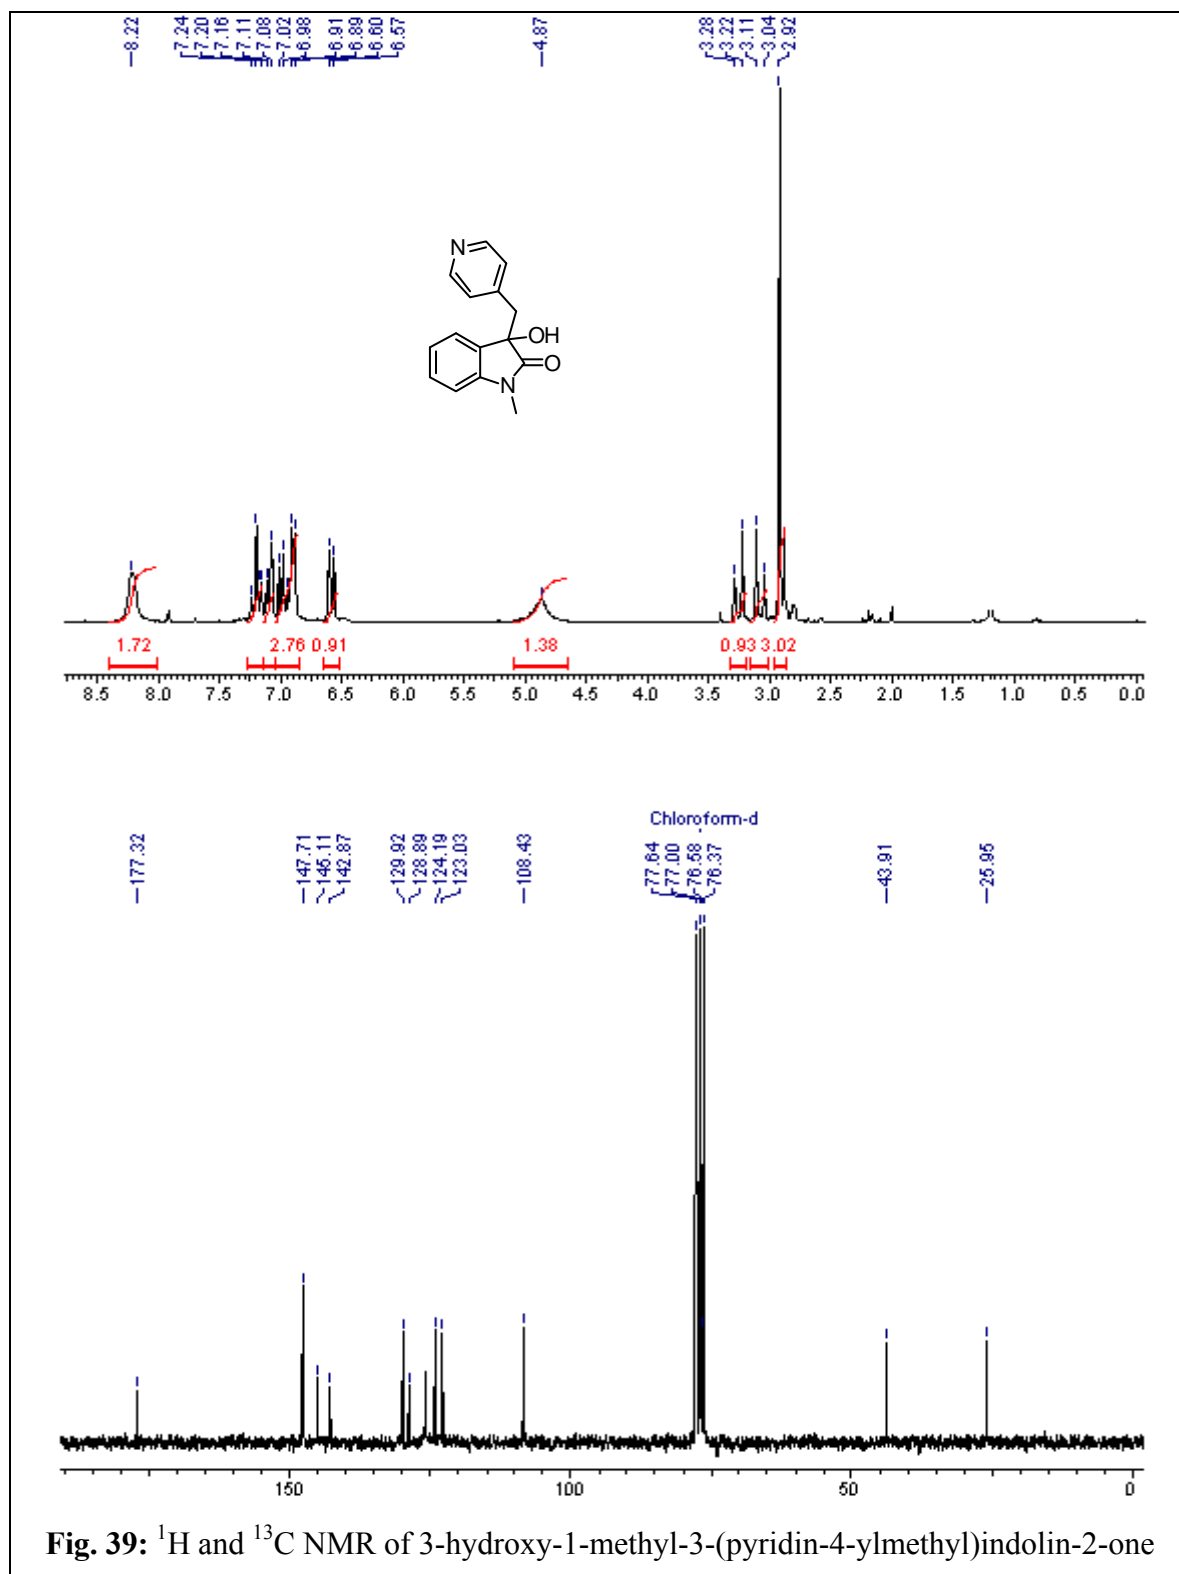 8.22 7.24 7.20 7.16 7.11 7.08 7.02 6.98 6.91 6.89 6.60 6.57 4.87 3.28 3.22 3.11 3.04 2.92
N
OH
O
N
1.72 2.76 0.91 1.38 0.93 3.02
8.5 8.0 7.5 7.0 6.5 6.0 5.5 5.0 4.5 4.0 3.5 3.0 2.5 2.0 1.5 1.0 0.5 0.0
Chloroform-d
177.32 147.71 145.11 142.87 129.92 128.89 124.19 123.03 108.43 77.64 77.00 76.58 76.37 43.91 25.95
150 100 50 0
Fig. 39: ¹H and ¹³C NMR of 3-hydroxy-1-methyl-3-(pyridin-4-ylmethyl)indolin-2-one